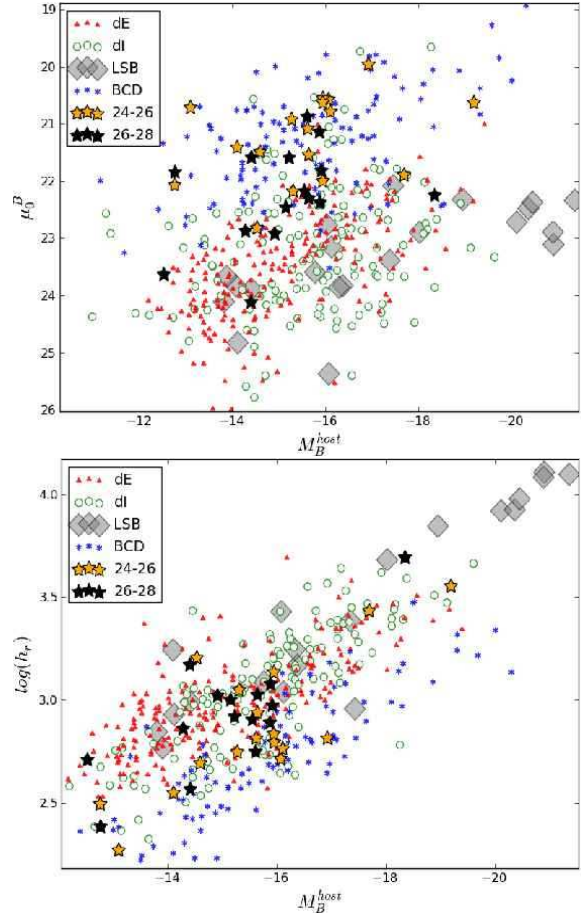 19
20
21
22
23
24
25
26
μ₀ᴮ
dE
dI
LSB
BCD
24-26
26-28
−12
−14
−16
−18
−20
M_B^{host}
4.0
3.5
3.0
2.5
log(h_r)
dE
dI
LSB
BCD
24-26
26-28
−14
−16
−18
−20
M_B^{host}